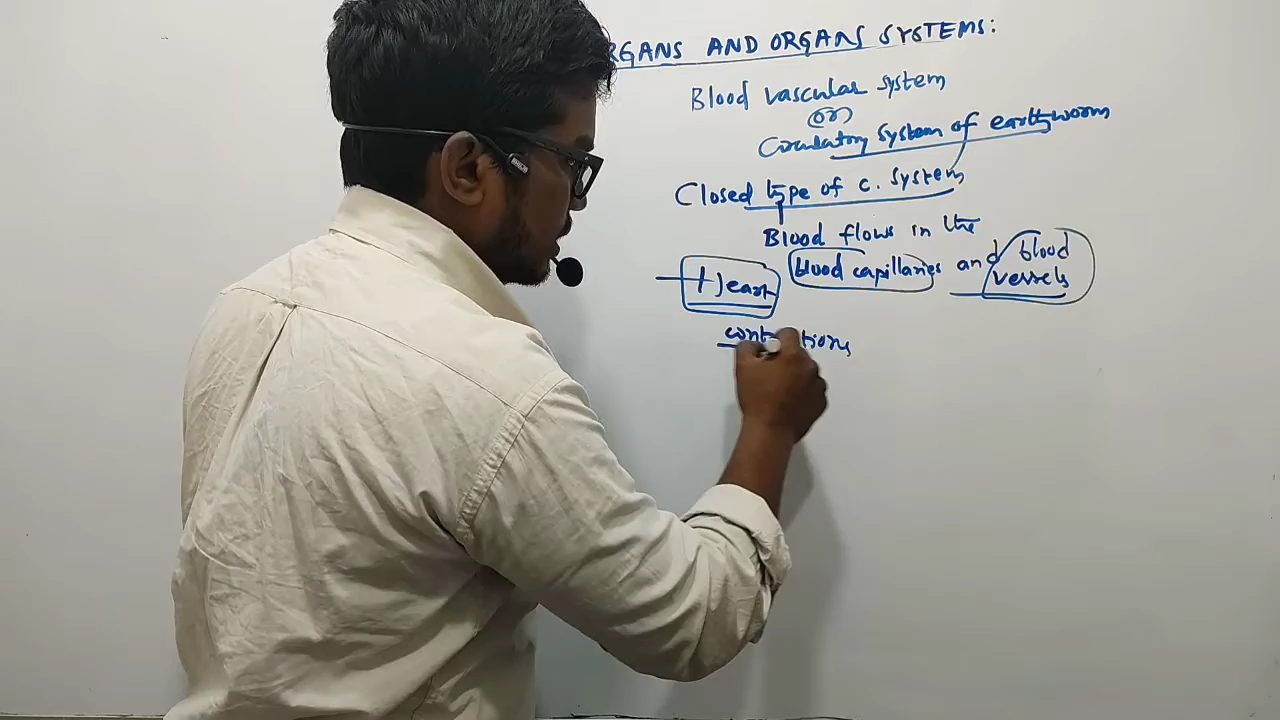 RGANS AND ORGANS SYSTEMS:
Blood vascular system
(or)
Circulatory system of earthworm
Closed type of c. system
Blood flows in the
blood capillaries and blood vessels
Heart